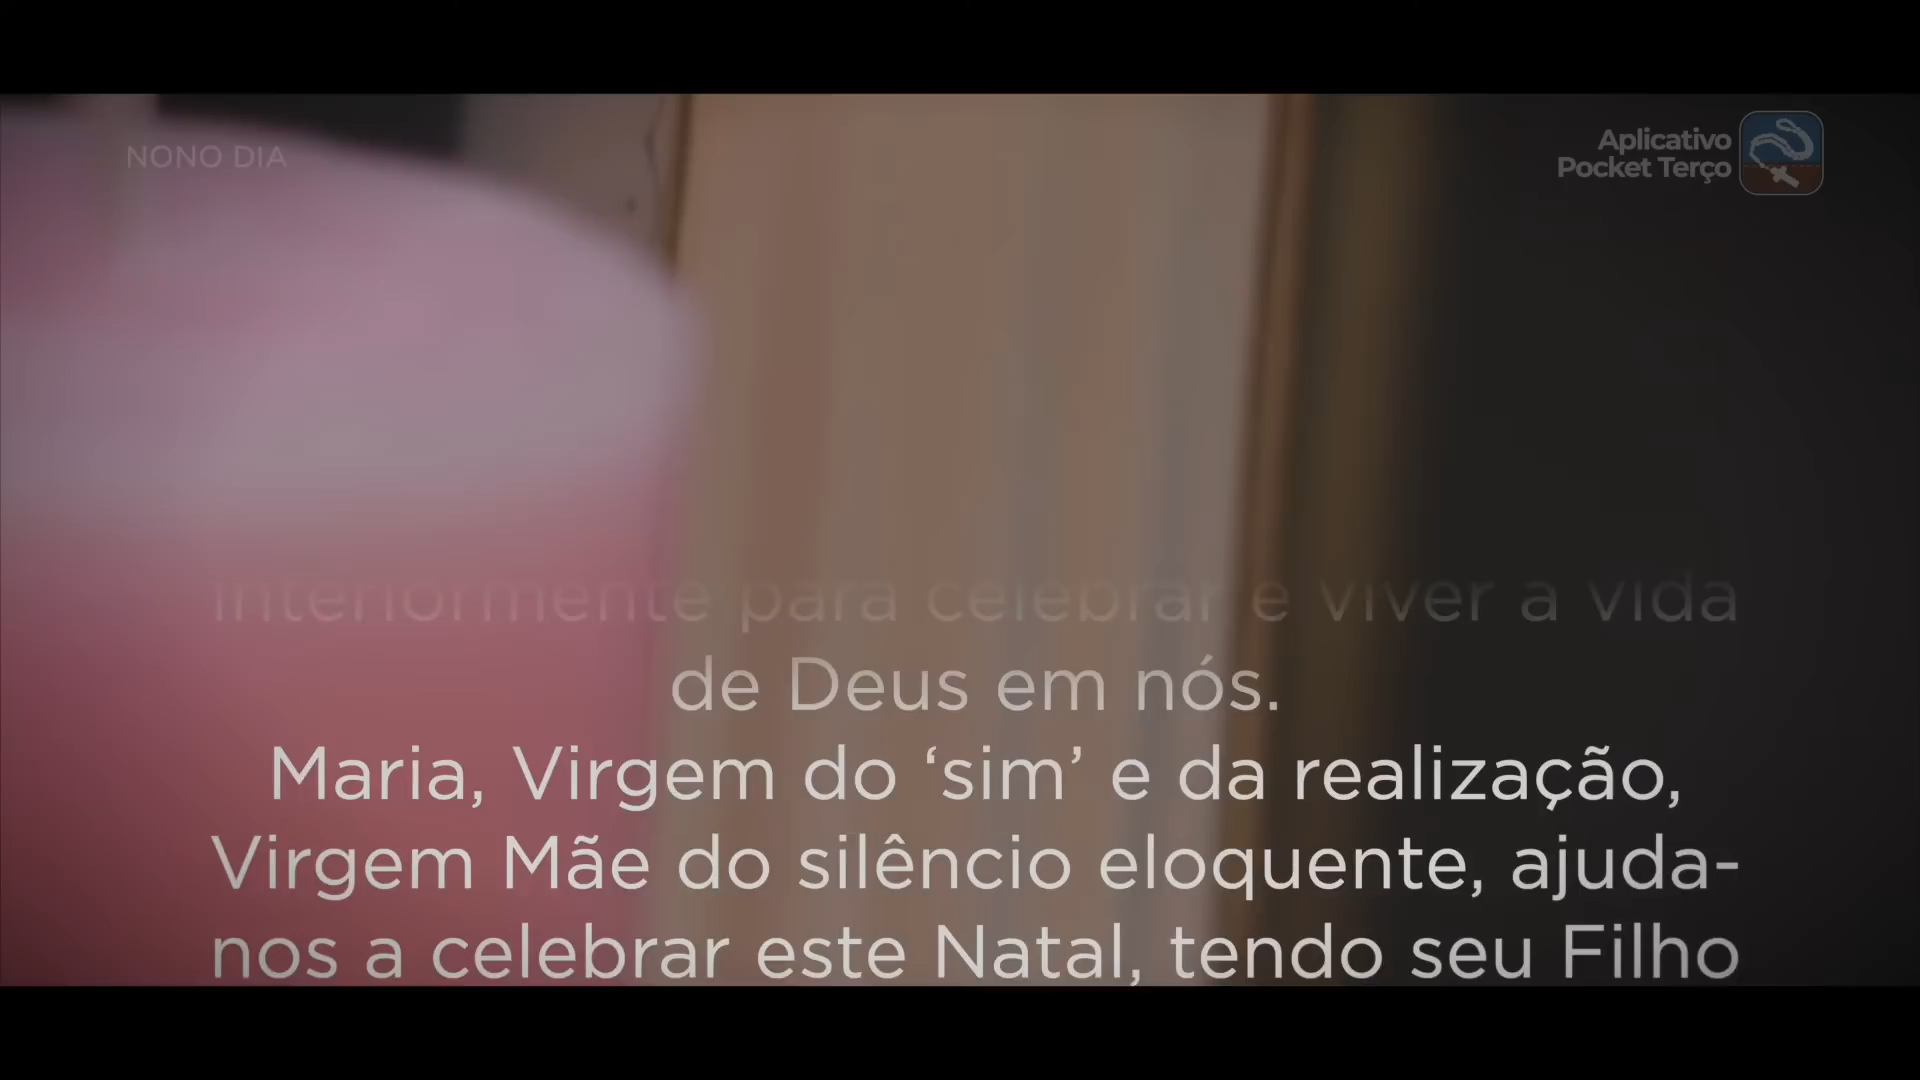 NONO DIA
Aplicativo
Pocket Terço
interiormente para celebrar e viver a vida
de Deus em nós.
Maria, Virgem do ‘sim’ e da realização,
Virgem Mãe do silêncio eloquente, ajuda-
nos a celebrar este Natal, tendo seu Filho